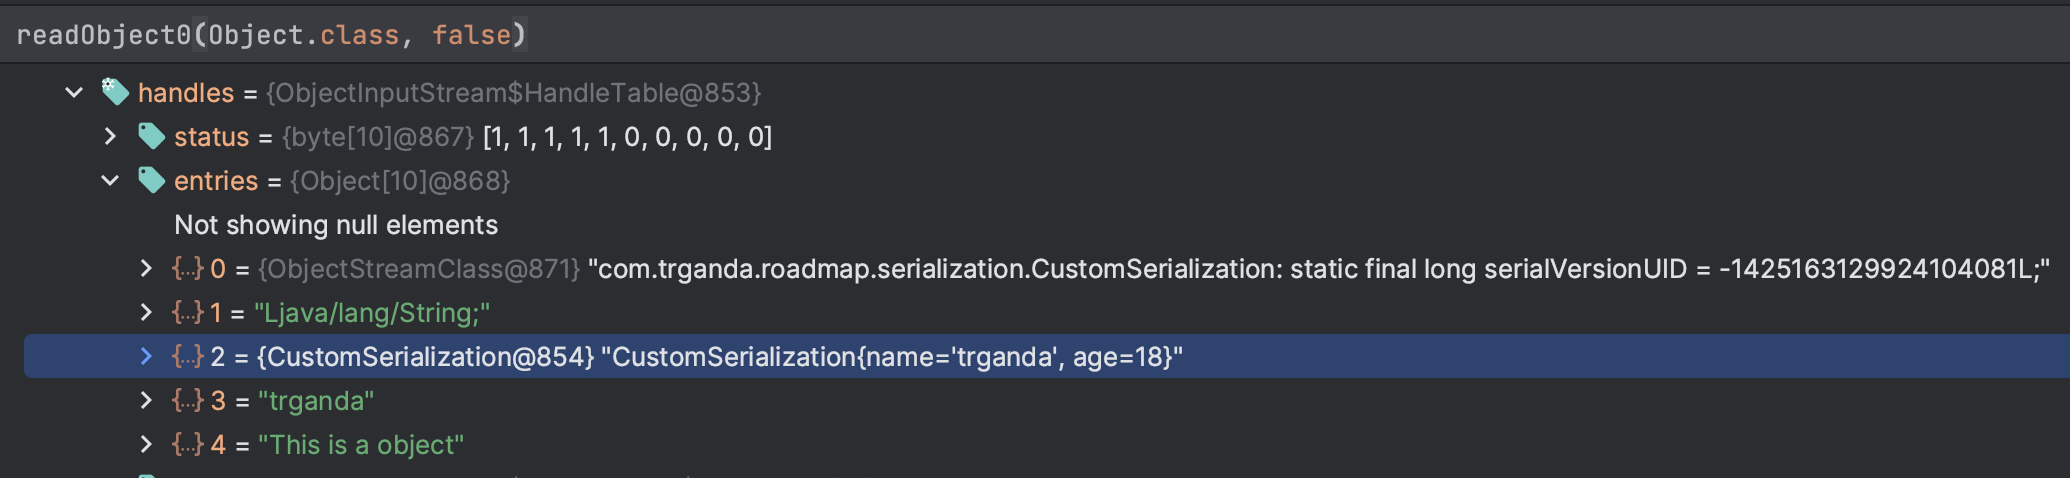 readObject0(Object.class, false)
handles = {ObjectInputStream$HandleTable@853}
status = {byte[10]@867} [1, 1, 1, 1, 1, 0, 0, 0, 0, 0]
entries = {Object[10]@868}
Not showing null elements
{...} 0 = {ObjectStreamClass@871} "com.trganda.roadmap.serialization.CustomSerialization: static final long serialVersionUID = -1425163129924104081L;"
{...} 1 = "Ljava/lang/String;"
{...} 2 = {CustomSerialization@854} "CustomSerialization{name='trganda', age=18}"
{...} 3 = "trganda"
{...} 4 = "This is a object"